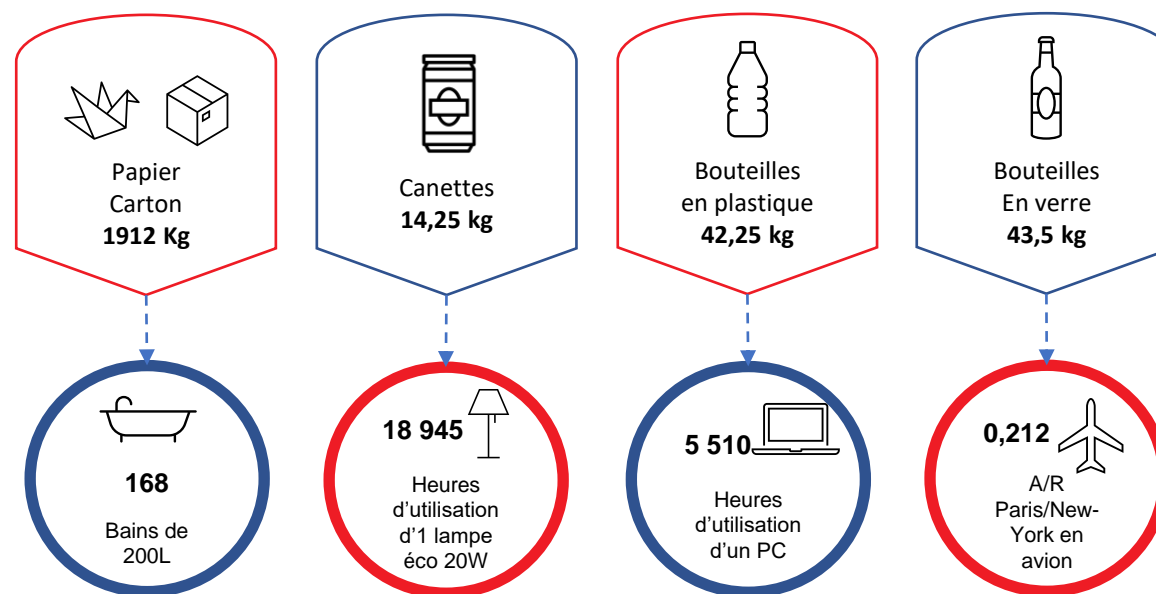 Papier
Carton
1912 Kg
Canettes
14,25 kg
Bouteilles
en plastique
42,25 kg
Bouteilles
En verre
43,5 kg
168
Bains de
200L
18 945
Heures
d'utilisation
d'1 lampe
éco 20W
5 510
Heures
d'utilisation
d'un PC
0,212
A/R
Paris/New-
York en
avion